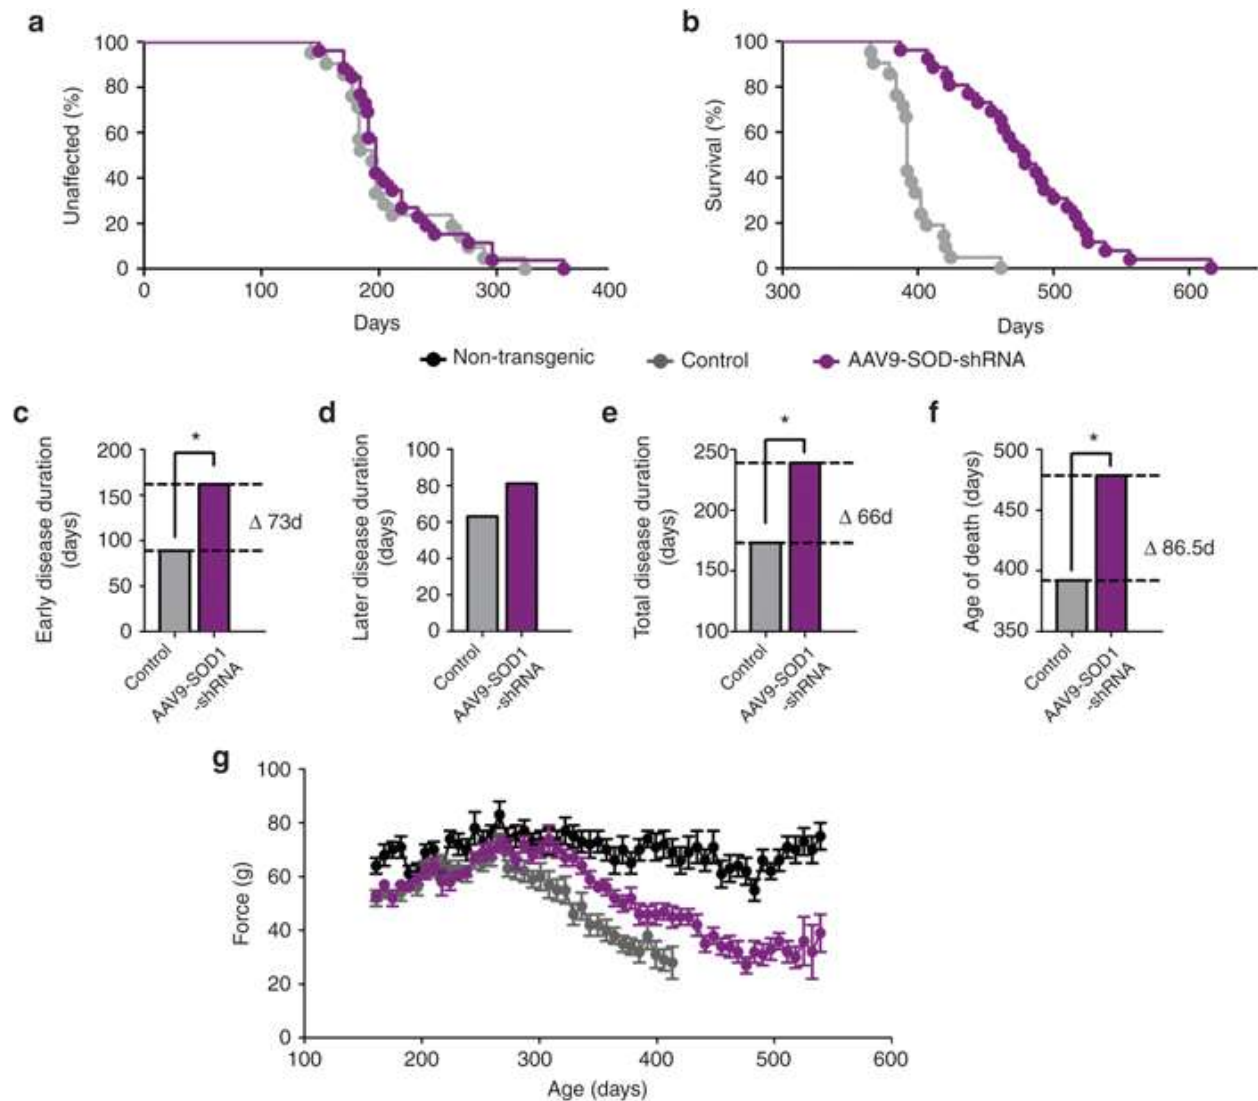 a
Unaffected (%)
100
80
60
40
20
0
0
100
200
300
400
Days
b
Survival (%)
100
80
60
40
20
0
300
400
500
600
Days
Non-transgenic
Control
AAV9-SOD-shRNA
c
Early disease duration
(days)
200
150
100
50
0
*
Δ 73d
Control
AAV9-SOD1
-shRNA
d
Later disease duration
(days)
100
80
60
40
20
0
Control
AAV9-SOD1
-shRNA
e
Total disease duration
(days)
250
200
150
100
*
Δ 66d
Control
AAV9-SOD1
-shRNA
f
Age of death (days)
500
450
400
350
*
Δ 86.5d
Control
AAV9-SOD1
-shRNA
g
Force (g)
100
80
60
40
20
0
100
200
300
400
500
600
Age (days)